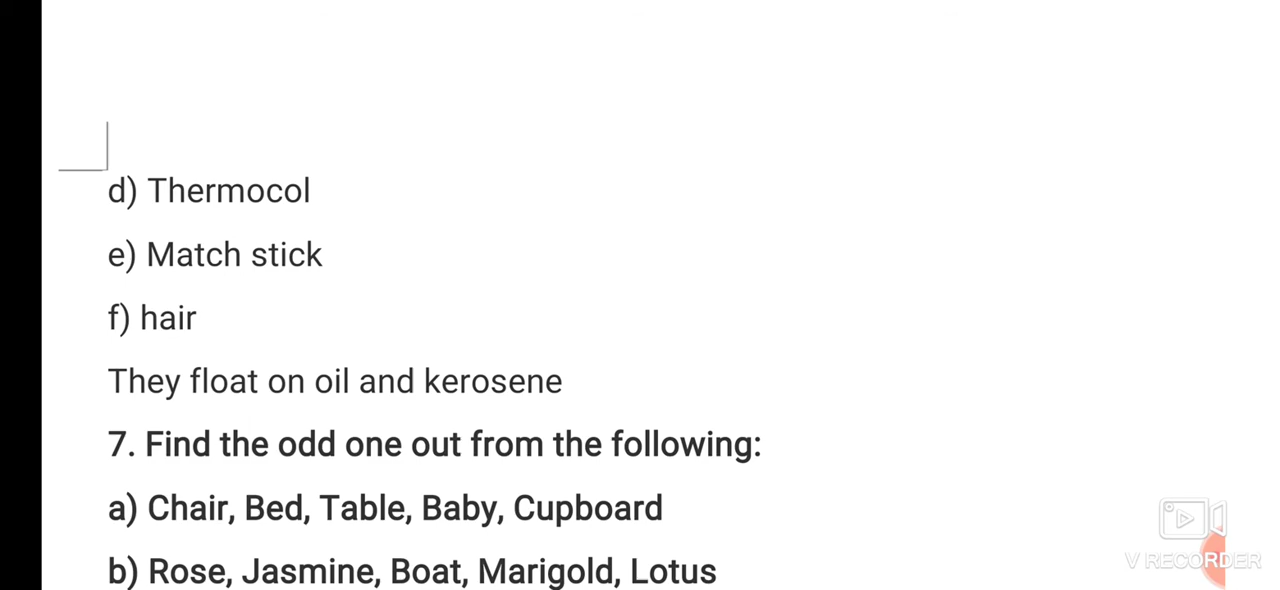 d) Thermocol
e) Match stick
f) hair
They float on oil and kerosene
7. Find the odd one out from the following:
a) Chair, Bed, Table, Baby, Cupboard
b) Rose, Jasmine, Boat, Marigold, Lotus
V RECORDER